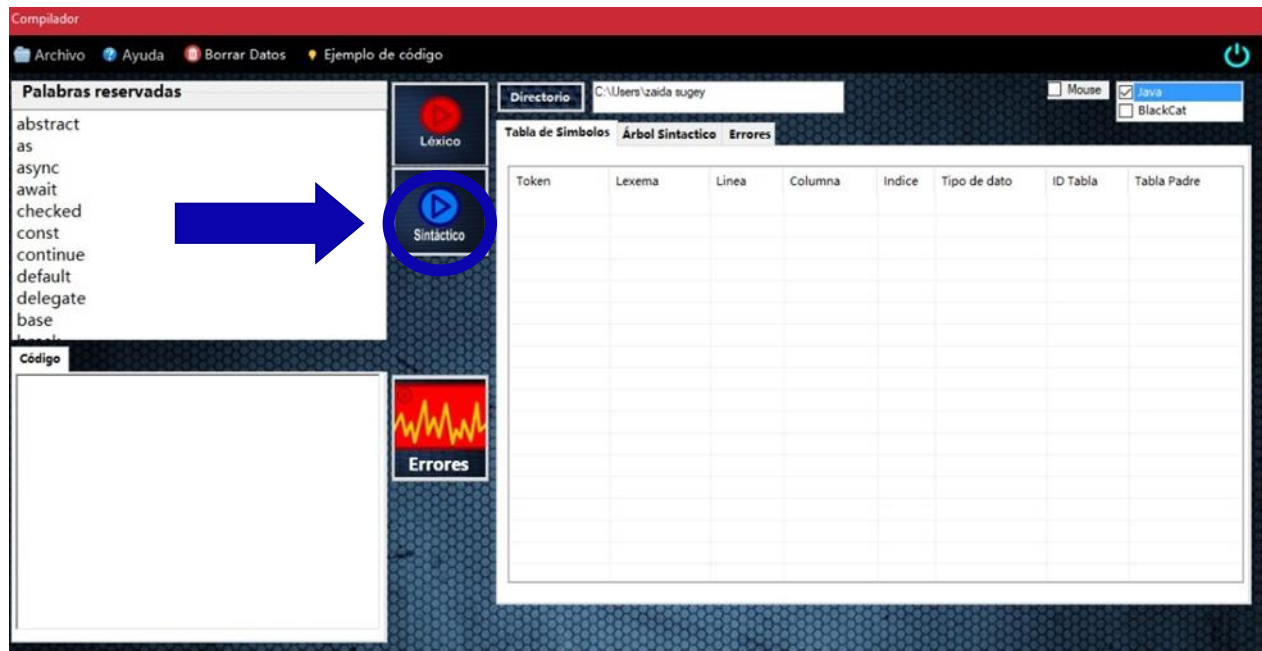 Compilador
Archivo Ayuda Borrar Datos Ejemplo de código
Palabras reservadas
abstract
as
async
await
checked
const
continue
default
delegate
base
break
Código
Léxico
Sintáctico
Errores
Directorio C:\Users\zaida sugey
Mouse
Java
BlackCat
Tabla de Simbolos Árbol Sintactico Errores
Token Lexema Linea Columna Indice Tipo de dato ID Tabla Tabla Padre